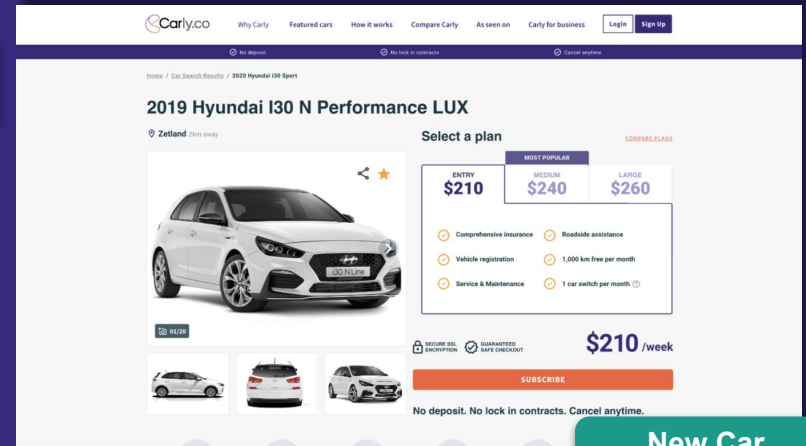 Carly.co
Why Carly Featured cars How it works Compare Carly As seen on Carly for business Login Sign Up
No deposit No lock in contracts Cancel anytime
Home / Car Search Results / 2020 Hyundai i30 Sport
2019 Hyundai I30 N Performance LUX
Zetland 2km away
Select a plan
COMPARE PLANS
MOST POPULAR
ENTRY MEDIUM LARGE
$210 $240 $260
Comprehensive insurance Roadside assistance
Vehicle registration 1,000 km free per month
Service & Maintenance 1 car switch per month
i30 N Line
01/20
SECURE SSL ENCRYPTION
GUARANTEED SAFE CHECKOUT
$210 /week
SUBSCRIBE
No deposit. No lock in contracts. Cancel anytime.
New Car